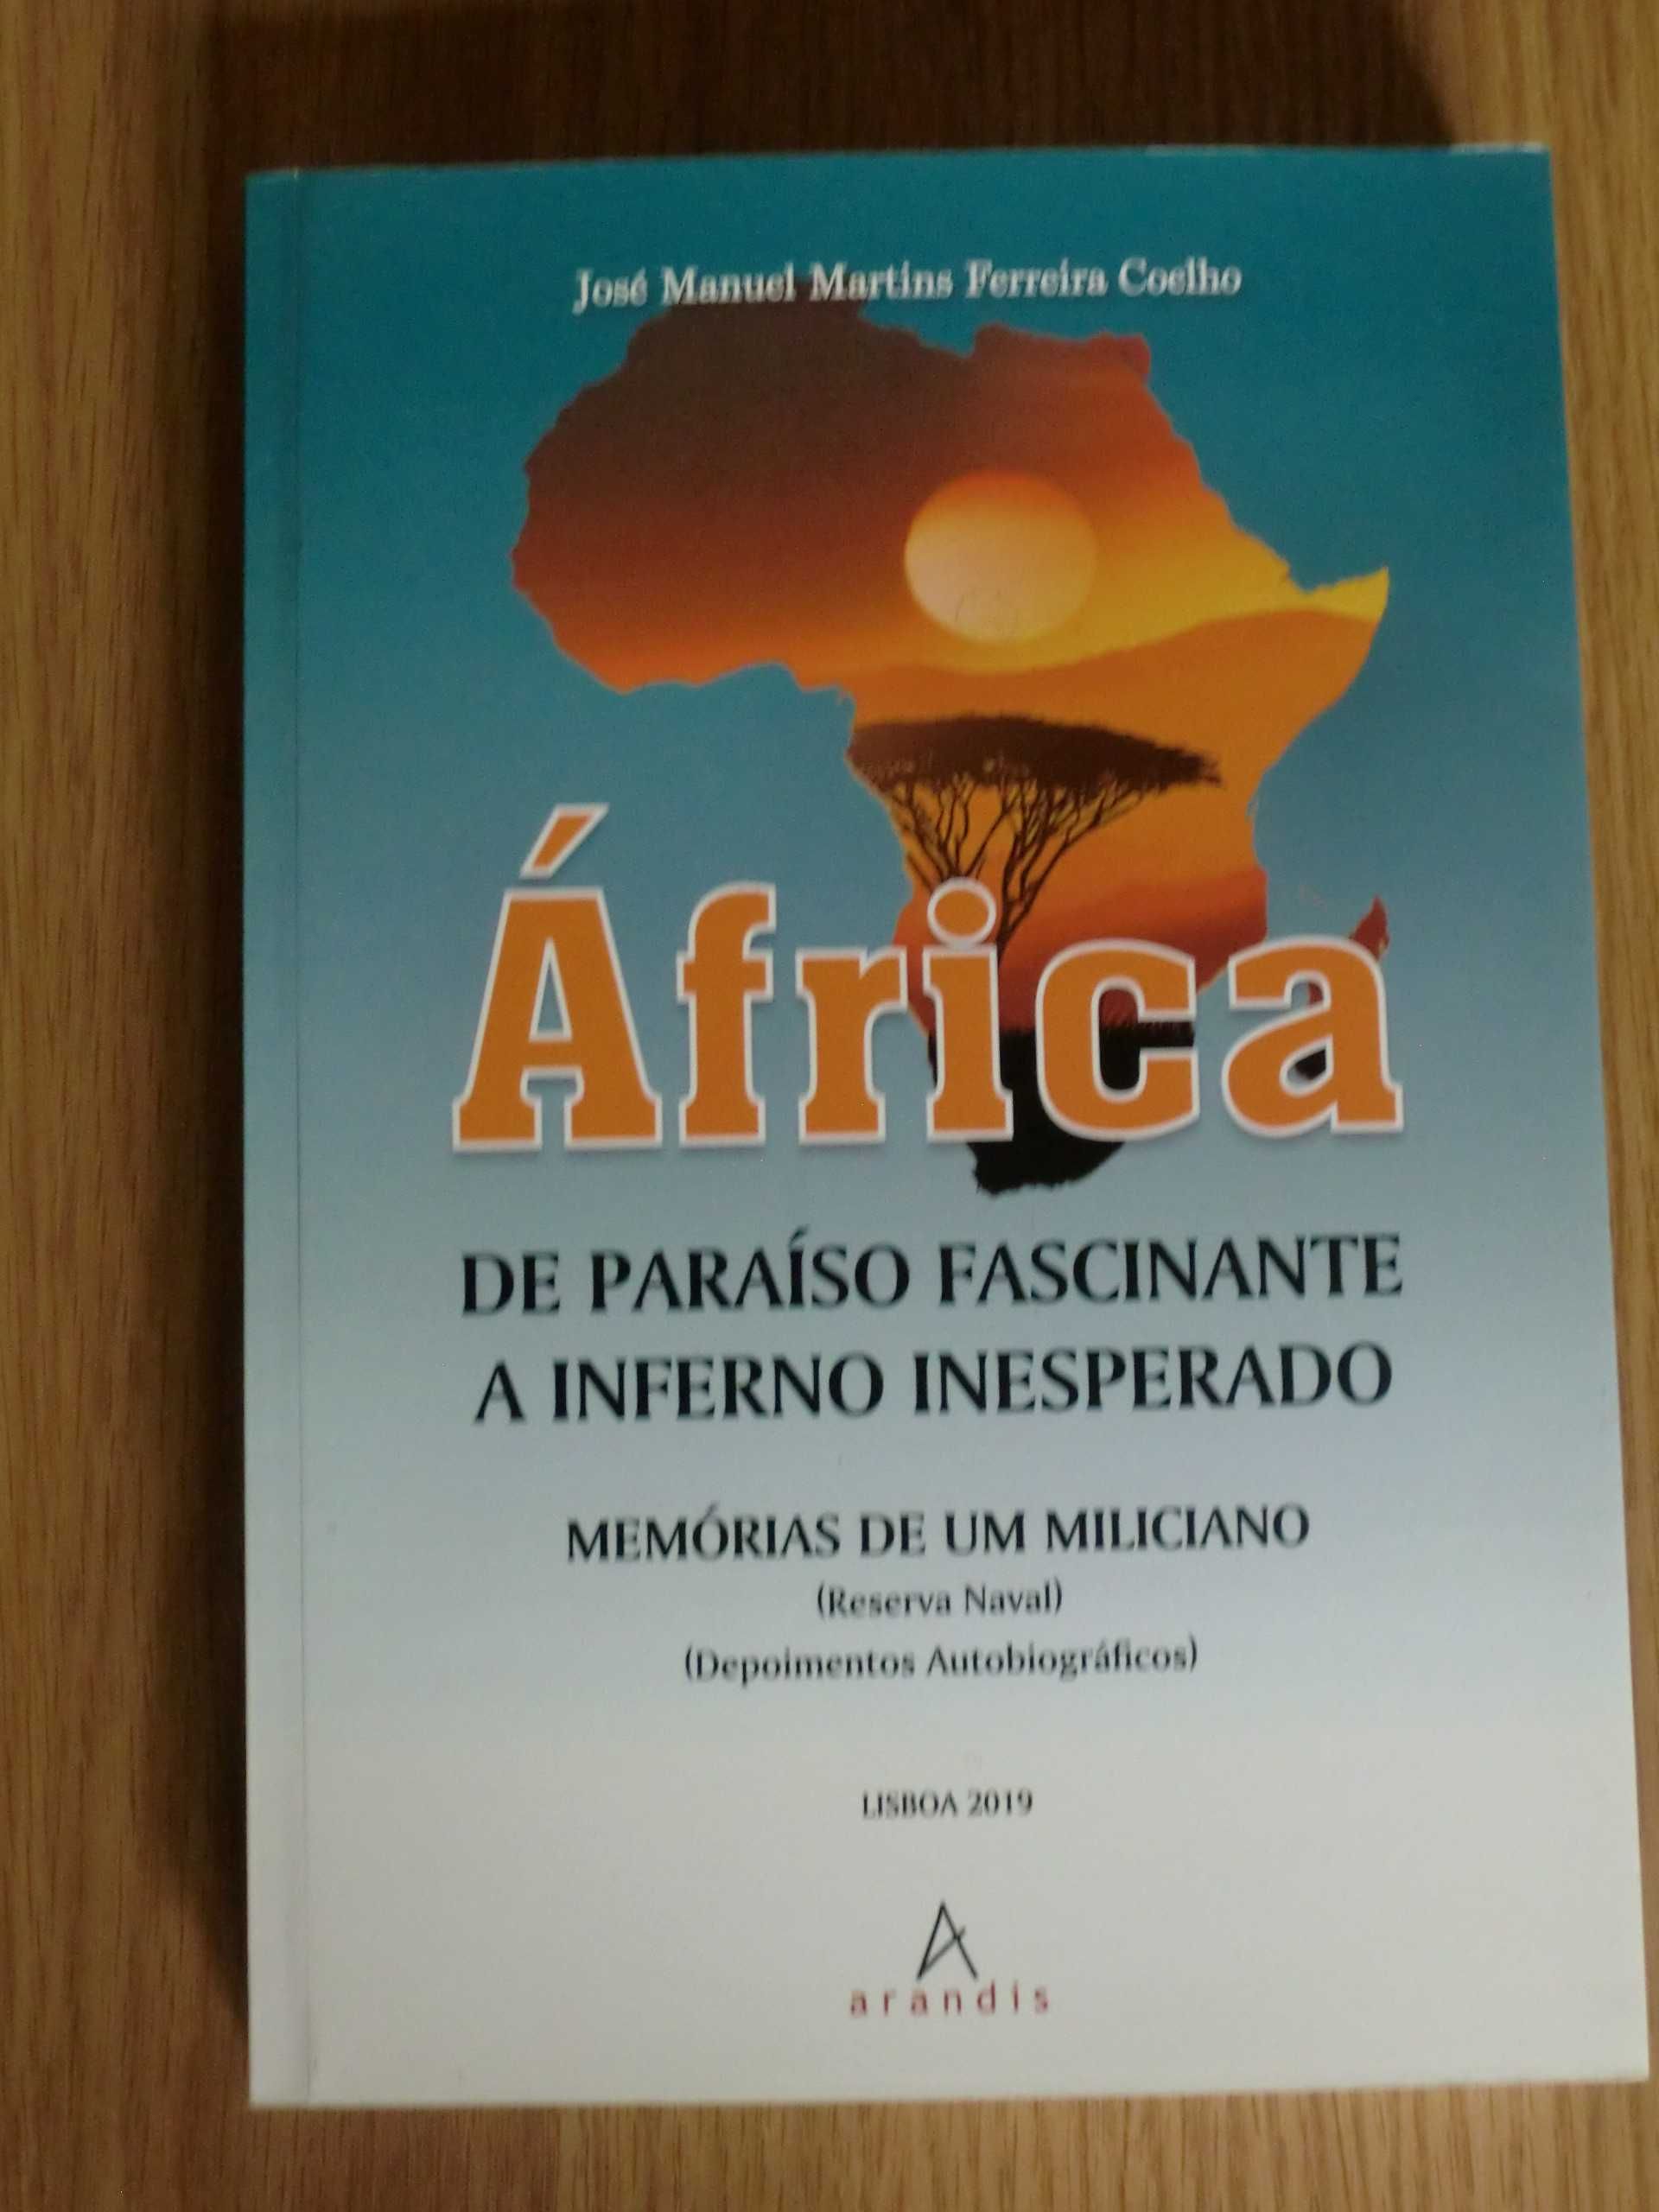 José Manuel Martins Ferreira Coelho
África
DE PARAÍSO FASCINANTE
A INFERNO INESPERADO
MEMÓRIAS DE UM MILICIANO
(Reserva Naval)
(Depoimentos Autobiográficos)
LISBOA 2019
arandis